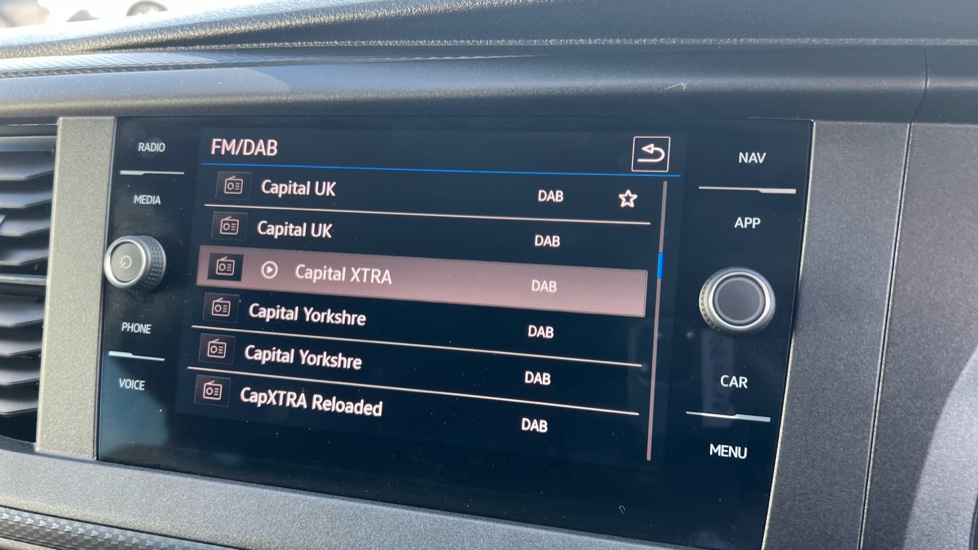 RADIO
MEDIA
PHONE
VOICE
FM/DAB
Capital UK DAB
Capital UK DAB
Capital XTRA DAB
Capital Yorkshre DAB
Capital Yorkshre DAB
CapXTRA Reloaded DAB
NAV
APP
CAR
MENU